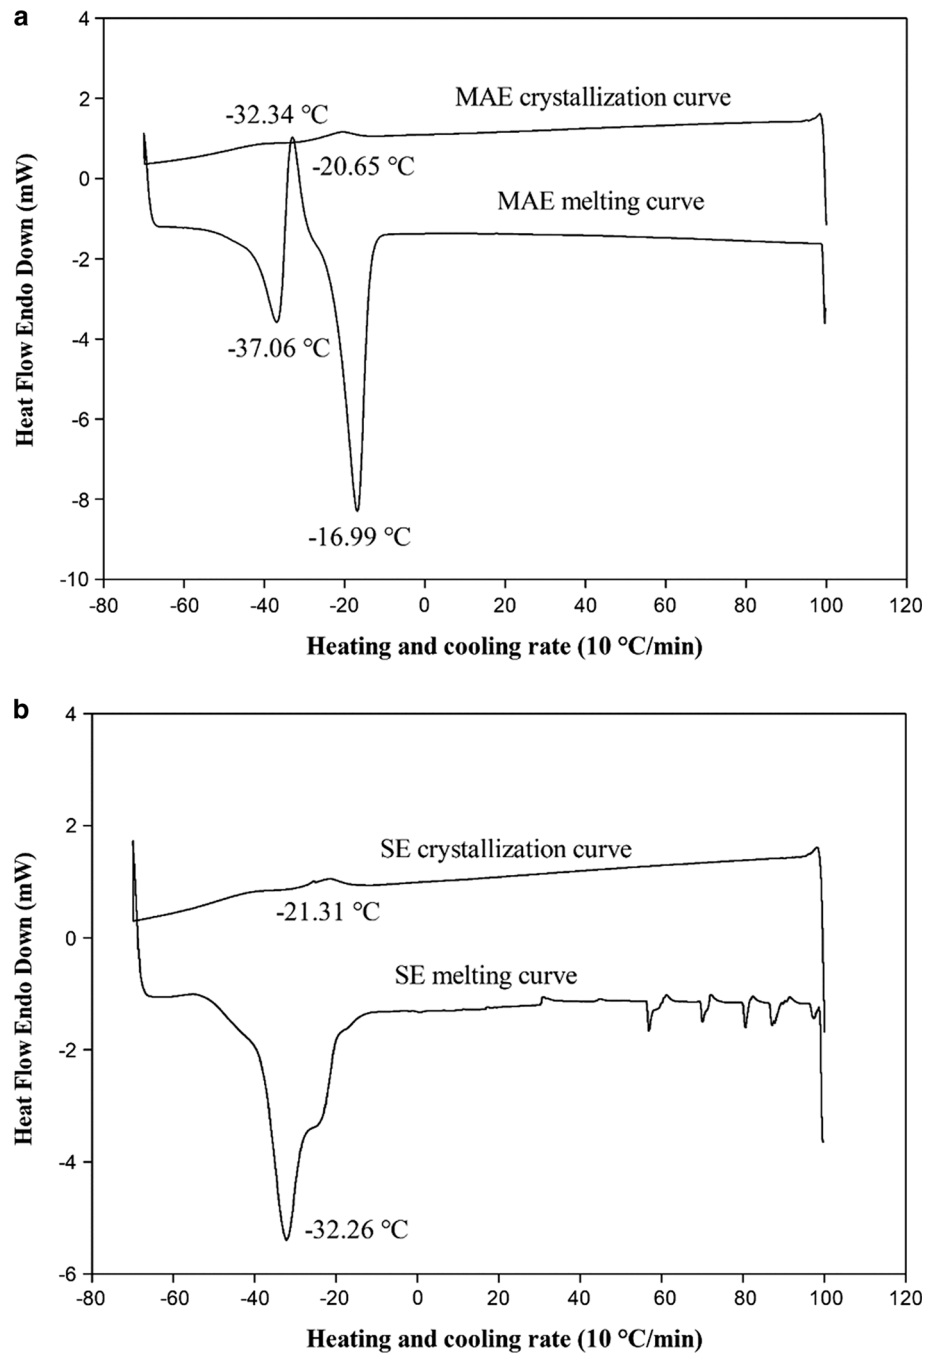 a
4
2
0
-2
-4
-6
-8
-10
Heat Flow Endo Down (mW)
MAE crystallization curve
-32.34 °C
-20.65 °C
MAE melting curve
-37.06 °C
-16.99 °C
-80 -60 -40 -20 0 20 40 60 80 100 120
Heating and cooling rate (10 °C/min)
b
4
2
0
-2
-4
-6
Heat Flow Endo Down (mW)
SE crystallization curve
-21.31 °C
SE melting curve
-32.26 °C
-80 -60 -40 -20 0 20 40 60 80 100 120
Heating and cooling rate (10 °C/min)